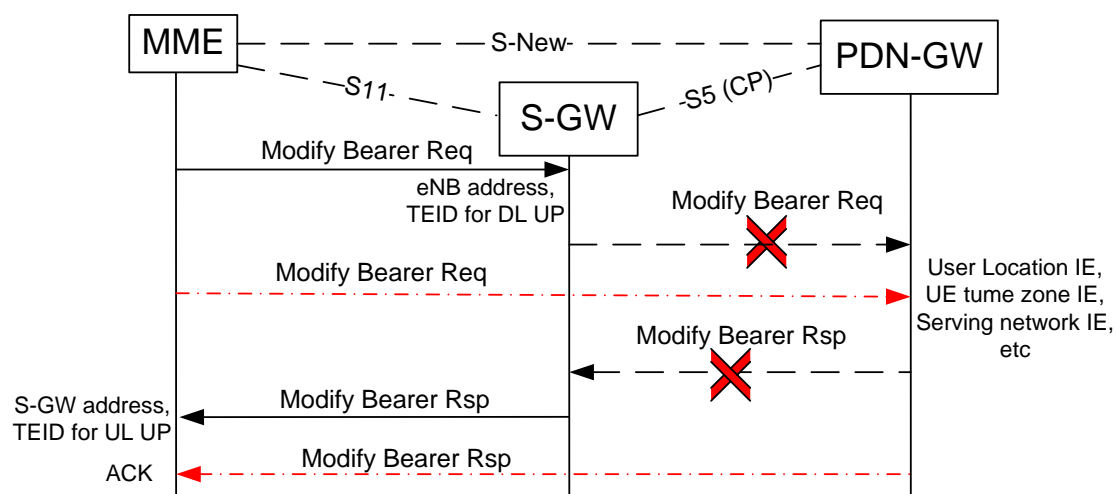 MME
S-New
PDN-GW
S11
S5 (CP)
S-GW
Modify Bearer Req
eNB address,
TEID for DL UP
Modify Bearer Req
Modify Bearer Req
User Location IE,
UE tume zone IE,
Serving network IE,
etc
Modify Bearer Rsp
S-GW address,
TEID for UL UP
Modify Bearer Rsp
ACK
Modify Bearer Rsp